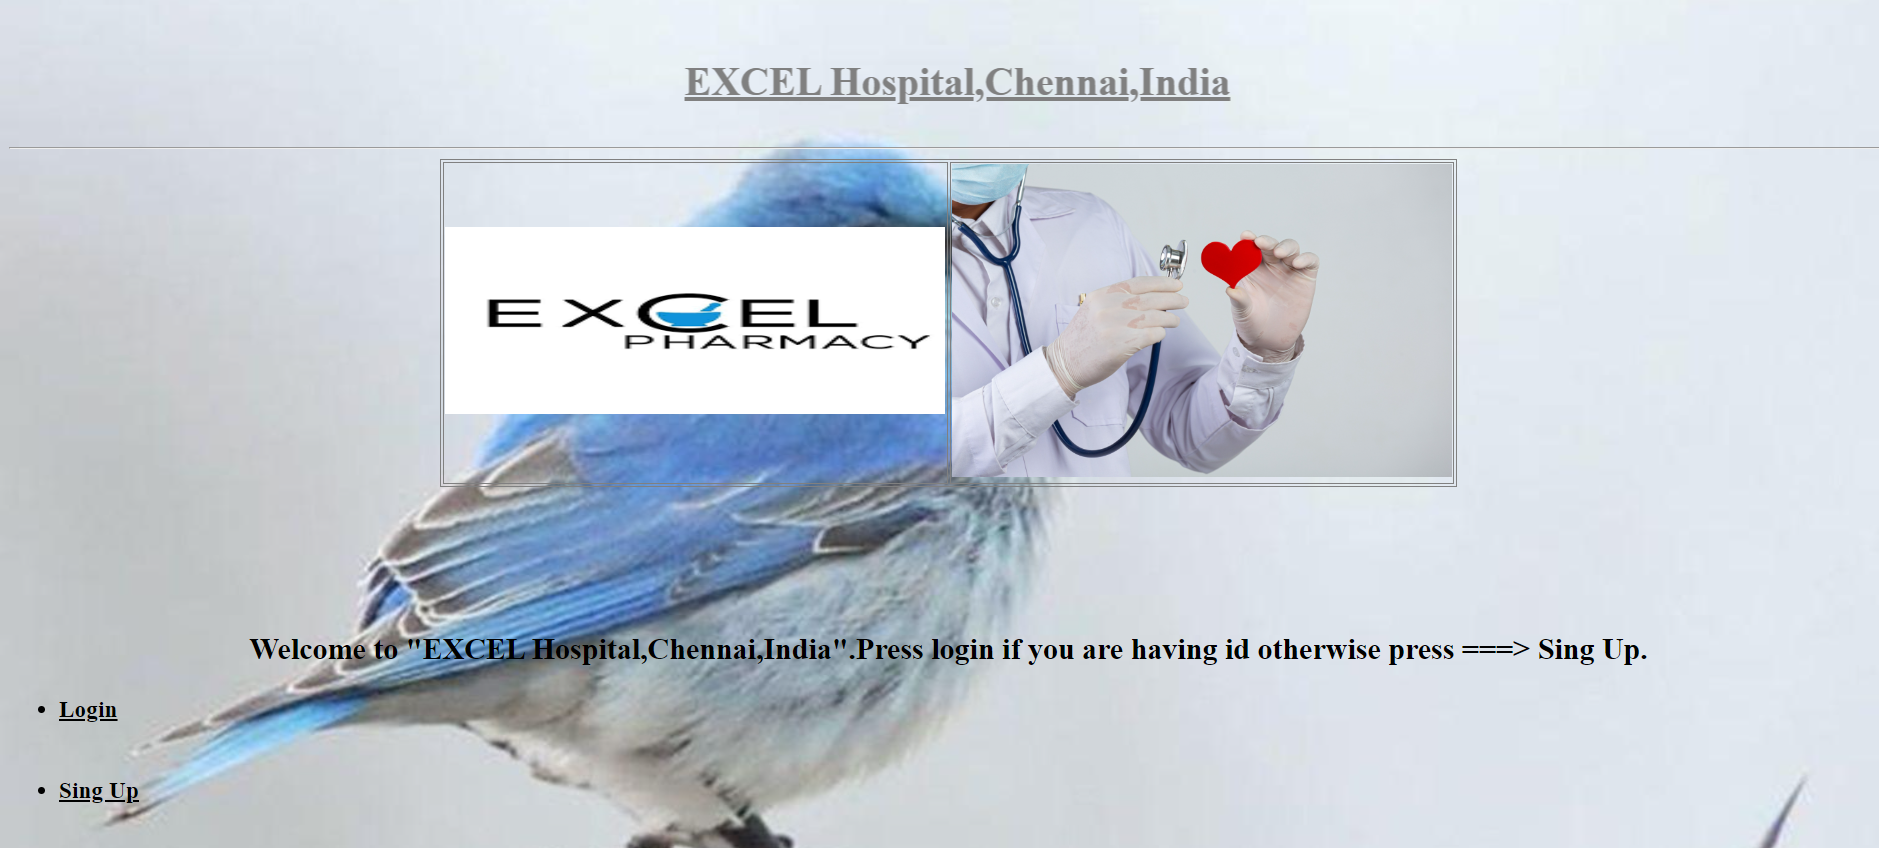 EXCEL Hospital,Chennai,India
EXCEL
PHARMACY
Welcome to "EXCEL Hospital,Chennai,India".Press login if you are having id otherwise press ===> Sing Up.
Login
Sing Up